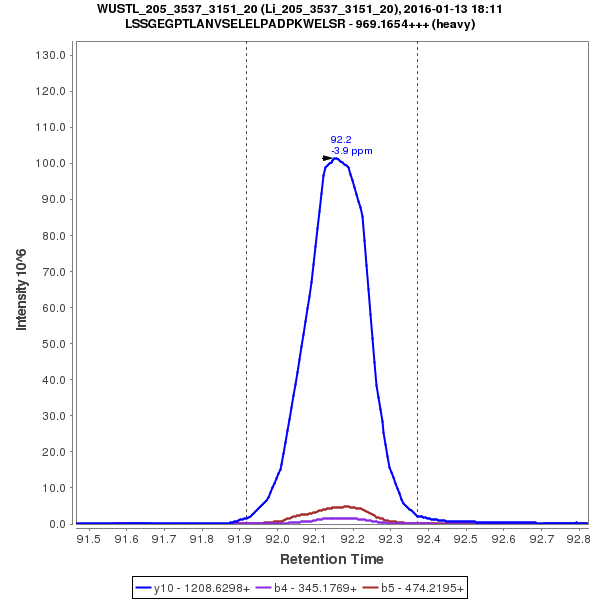 WUSTL_205_3537_3151_20 (Li_205_3537_3151_20), 2016-01-13 18:11
LSSGEGPTLANVSELELPADPKWELSR - 969.1654+++ (heavy)
130.0
120.0
110.0
100.0
90.0
80.0
70.0
60.0
50.0
40.0
30.0
20.0
10.0
0.0
Intensity 10^6
92.2
-3.9 ppm
91.5 91.6 91.7 91.8 91.9 92.0 92.1 92.2 92.3 92.4 92.5 92.6 92.7 92.8
Retention Time
y10 - 1208.6298+ b4 - 345.1769+ b5 - 474.2195+